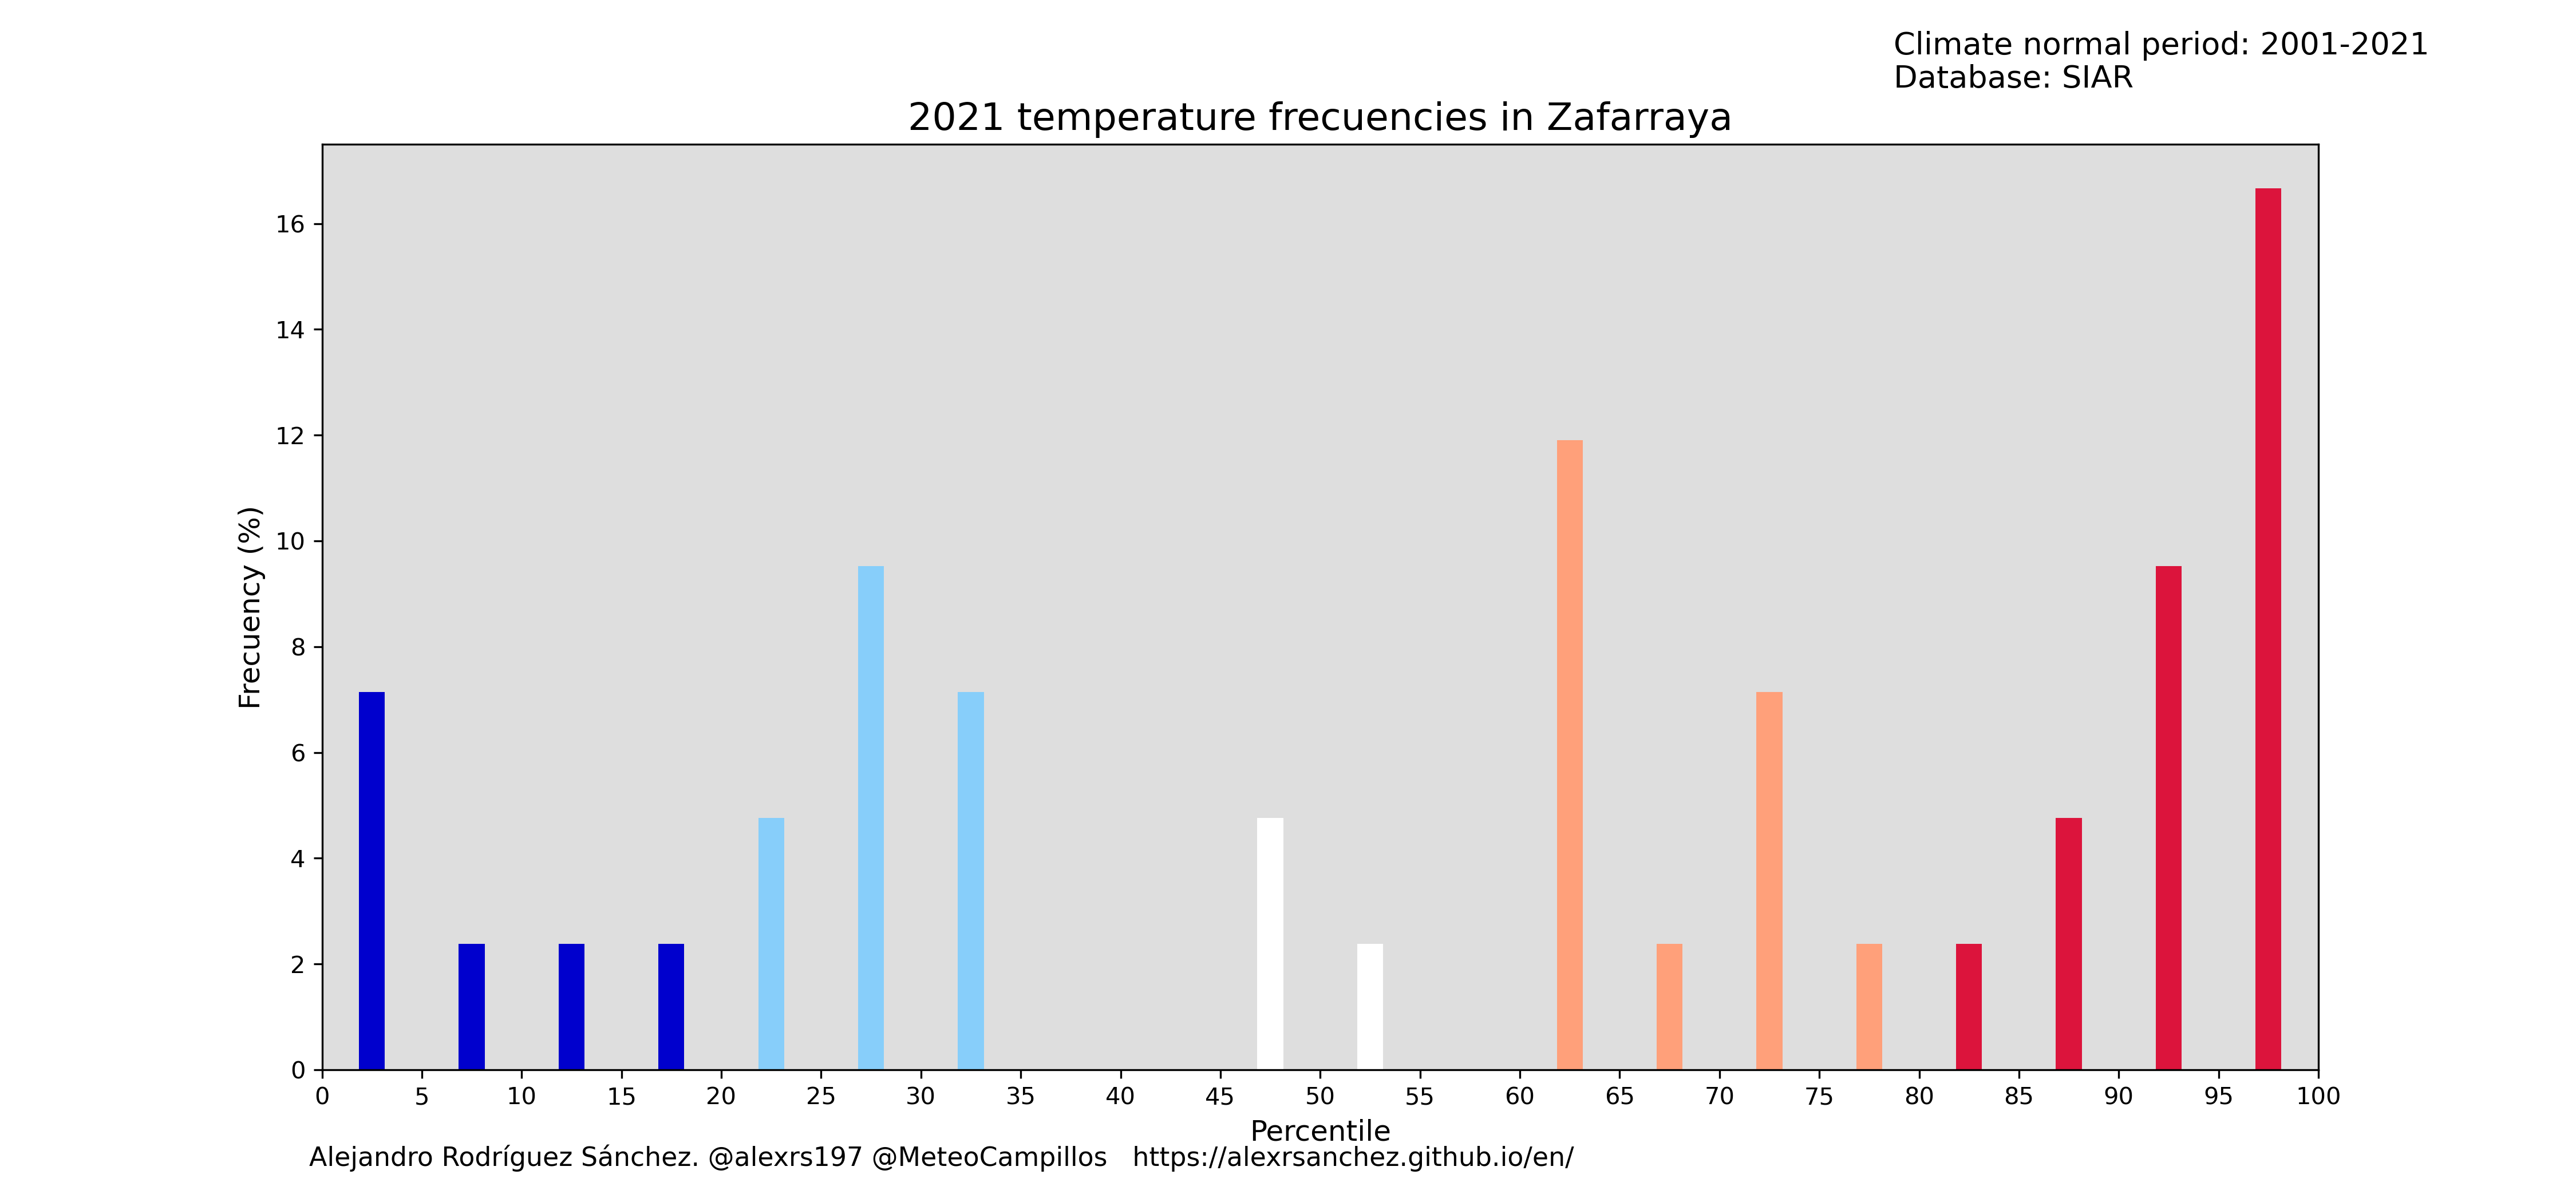 Climate normal period: 2001-2021
Database: SIAR
2021 temperature frecuencies in Zafarraya
16
14
12
10
8
6
4
2
0
Frecuency (%)
0 5 10 15 20 25 30 35 40 45 50 55 60 65 70 75 80 85 90 95 100
Percentile
Alejandro Rodríguez Sánchez. @alexrs197 @MeteoCampillos https://alexrsanchez.github.io/en/